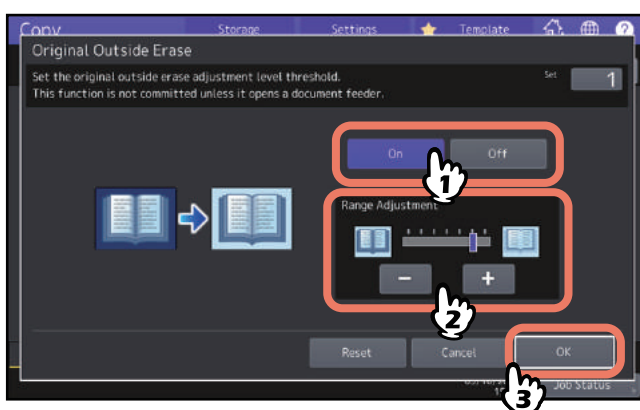 Copy Storage Settings Template
Original Outside Erase
Set the original outside erase adjustment level threshold.
This function is not committed unless it opens a document feeder.
Set 1
On Off
1
Range Adjustment
− +
2
Reset Cancel OK
Job Status
3